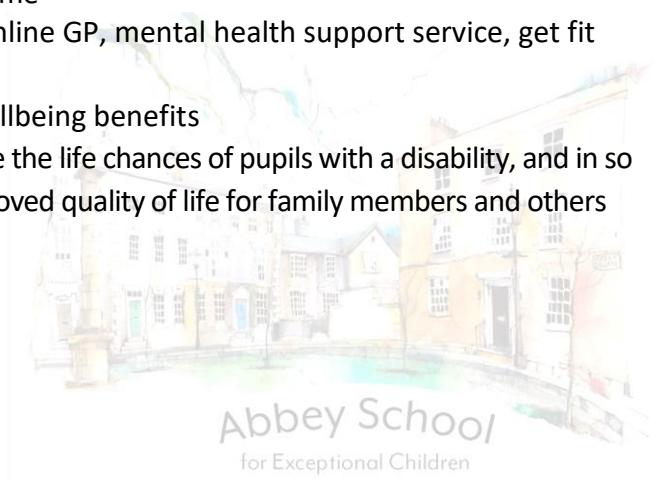 nline GP, mental health support service, get fit
llbeing benefits
e the life chances of pupils with a disability, and in so
oved quality of life for family members and others
Abbey School
for Exceptional Children